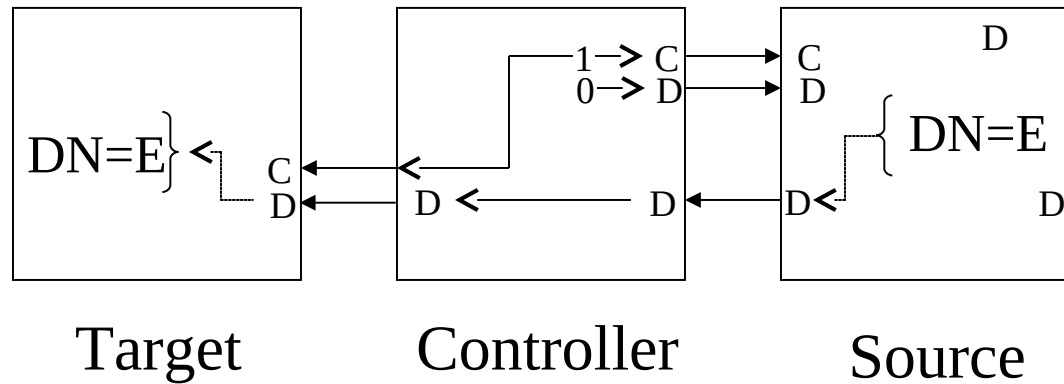 D
1 C C
0 D D
DN=E DN=E
C
D D D D D
Target Controller Source